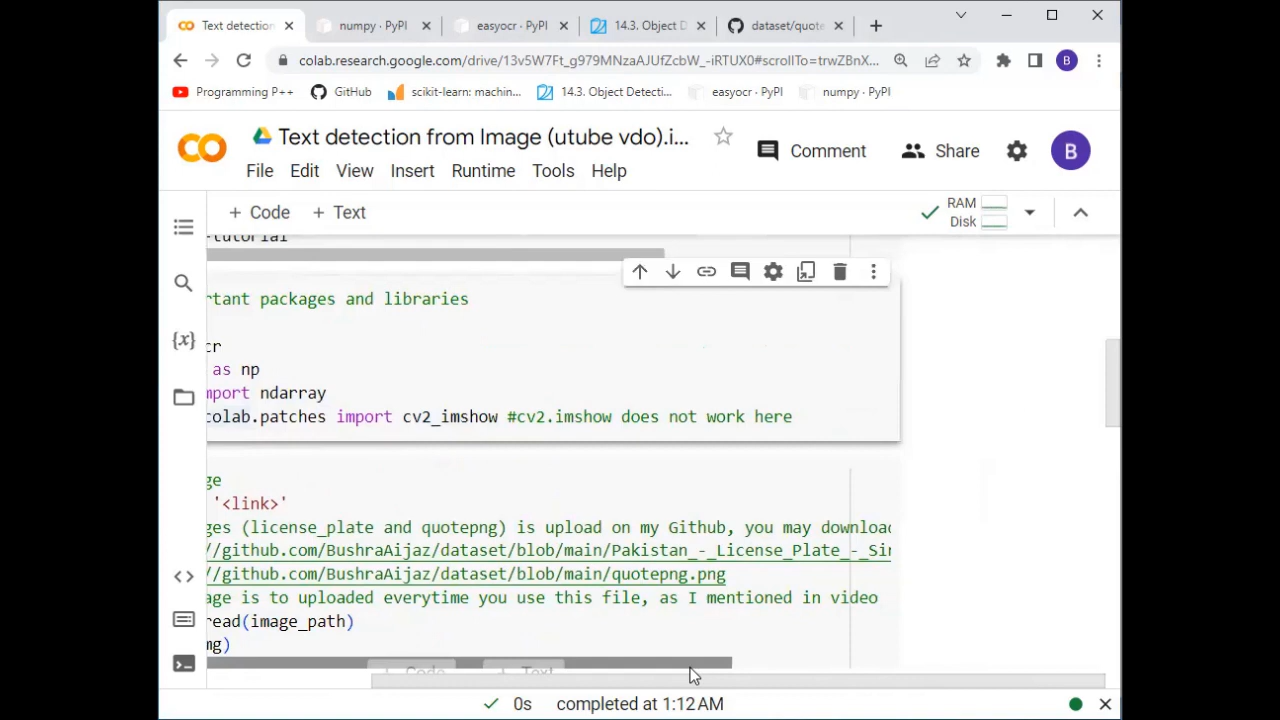 Text detection
numpy · PyPI
easyocr · PyPI
14.3. Object D
dataset/quote
colab.research.google.com/drive/13v5W7Ft_g979MNzaAJUfZcbW_-iRTUX0#scrollTo=trwZBnX...
Programming P++
GitHub
scikit-learn: machin...
14.3. Object Detecti...
easyocr · PyPI
numpy · PyPI
Text detection from Image (utube vdo).i...
Comment
Share
B
File Edit View Insert Runtime Tools Help
+ Code + Text
RAM
Disk
-tutorial
rtant packages and libraries
cr
as np
mport ndarray
colab.patches import cv2_imshow #cv2.imshow does not work here
ge
'<link>'
ges (license_plate and quotepng) is upload on my Github, you may download
//github.com/BushraAijaz/dataset/blob/main/Pakistan_-_License_Plate_-_Sin
//github.com/BushraAijaz/dataset/blob/main/quotepng.png
age is to uploaded everytime you use this file, as I mentioned in video
read(image_path)
mg)
+ Code + Text
0s completed at 1:12 AM